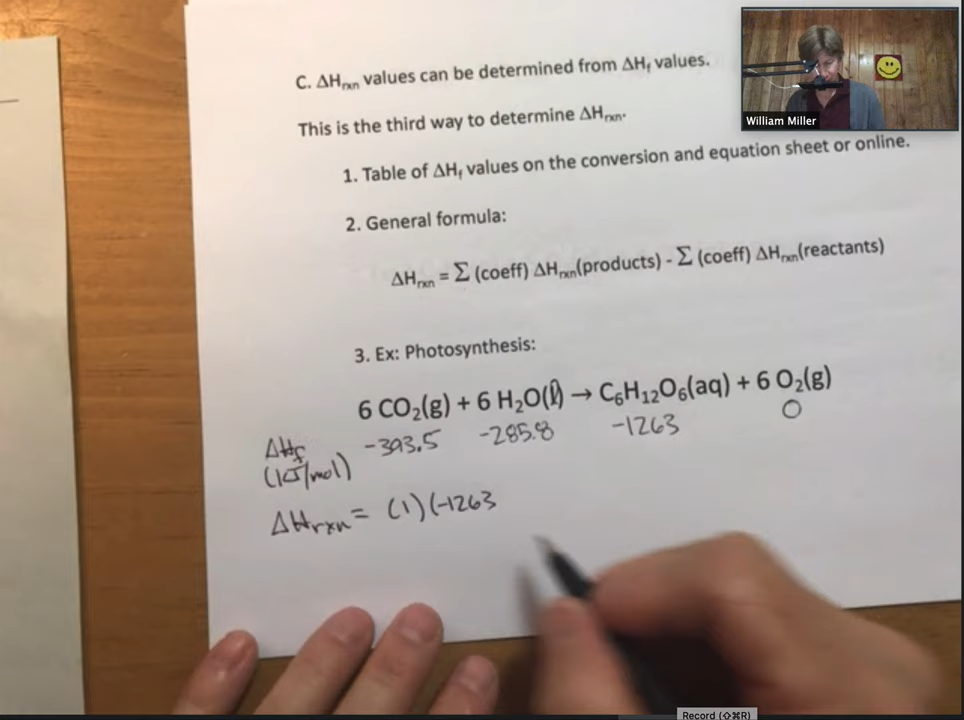 C. ΔHrxn values can be determined from ΔHf values.
This is the third way to determine ΔHrxn.
1. Table of ΔHf values on the conversion and equation sheet or online.
2. General formula:
ΔHrxn = Σ (coeff) ΔHrxn(products) - Σ (coeff) ΔHrxn(reactants)
3. Ex: Photosynthesis:
6 CO₂(g) + 6 H₂O(l) → C₆H₁₂O₆(aq) + 6 O₂(g)
ΔHf -393.5 -285.8 -1263 0
(kJ/mol)
ΔHrxn = (1)(-1263
William Miller
Record (⇧⌘R)